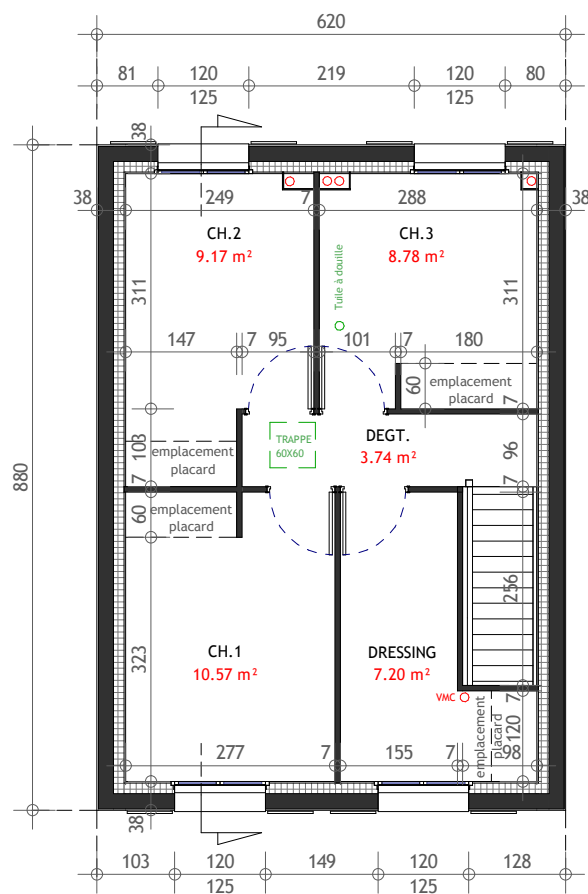 620
81 120 219 120 80
125 125
38
38 249 7 288 38
CH.2
9.17 m²
CH.3
8.78 m²
311
311
Tuile à douille
147 7 95 101 7 180
60
emplacement
placard
7
880
103
TRAPPE
60X60
DEGT.
3.74 m²
96
emplacement
placard
7
7
60
emplacement
placard
256
323
CH.1
10.57 m²
DRESSING
7.20 m²
VMC
7
emplacement
placard
120
277 7 155 7 98
38
103 120 149 120 128
125 125